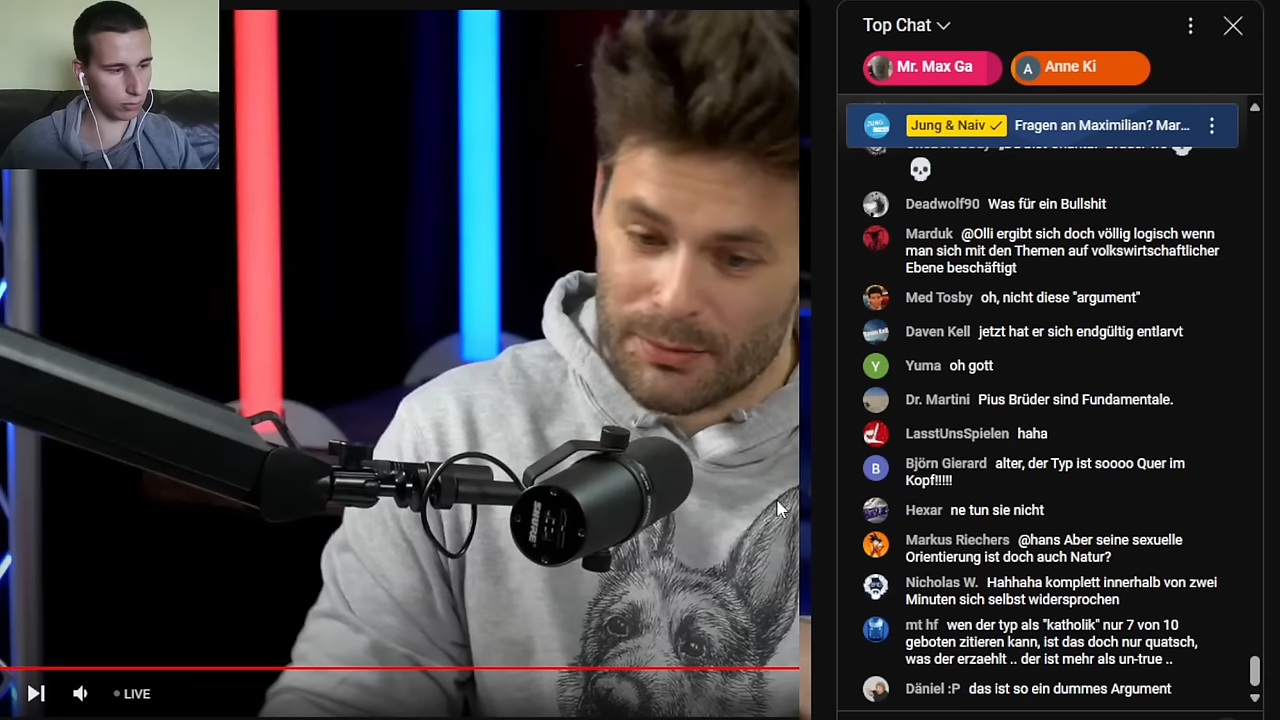 Top Chat
Mr. Max Ga
A Anne Ki
JUNG
Jung & Naiv Fragen an Maximilian? Mar...
Deadwolf90 Was für ein Bullshit
Marduk @Olli ergibt sich doch völlig logisch wenn
man sich mit den Themen auf volkswirtschaftlicher
Ebene beschäftigt
Med Tosby oh, nicht diese "argument"
Daven Kell jetzt hat er sich endgültig entlarvt
Y Yuma oh gott
Dr. Martini Pius Brüder sind Fundamentale.
LasstUnsSpielen haha
B Björn Gierard alter, der Typ ist soooo Quer im
Kopf!!!!!
Hexar ne tun sie nicht
Markus Riechers @hans Aber seine sexuelle
Orientierung ist doch auch Natur?
Nicholas W. Hahhaha komplett innerhalb von zwei
Minuten sich selbst widersprochen
mt hf wen der typ als "katholik" nur 7 von 10
geboten zitieren kann, ist das doch nur quatsch,
was der erzaehlt .. der ist mehr als un-true ..
Däniel :P das ist so ein dummes Argument
SHURE
LIVE